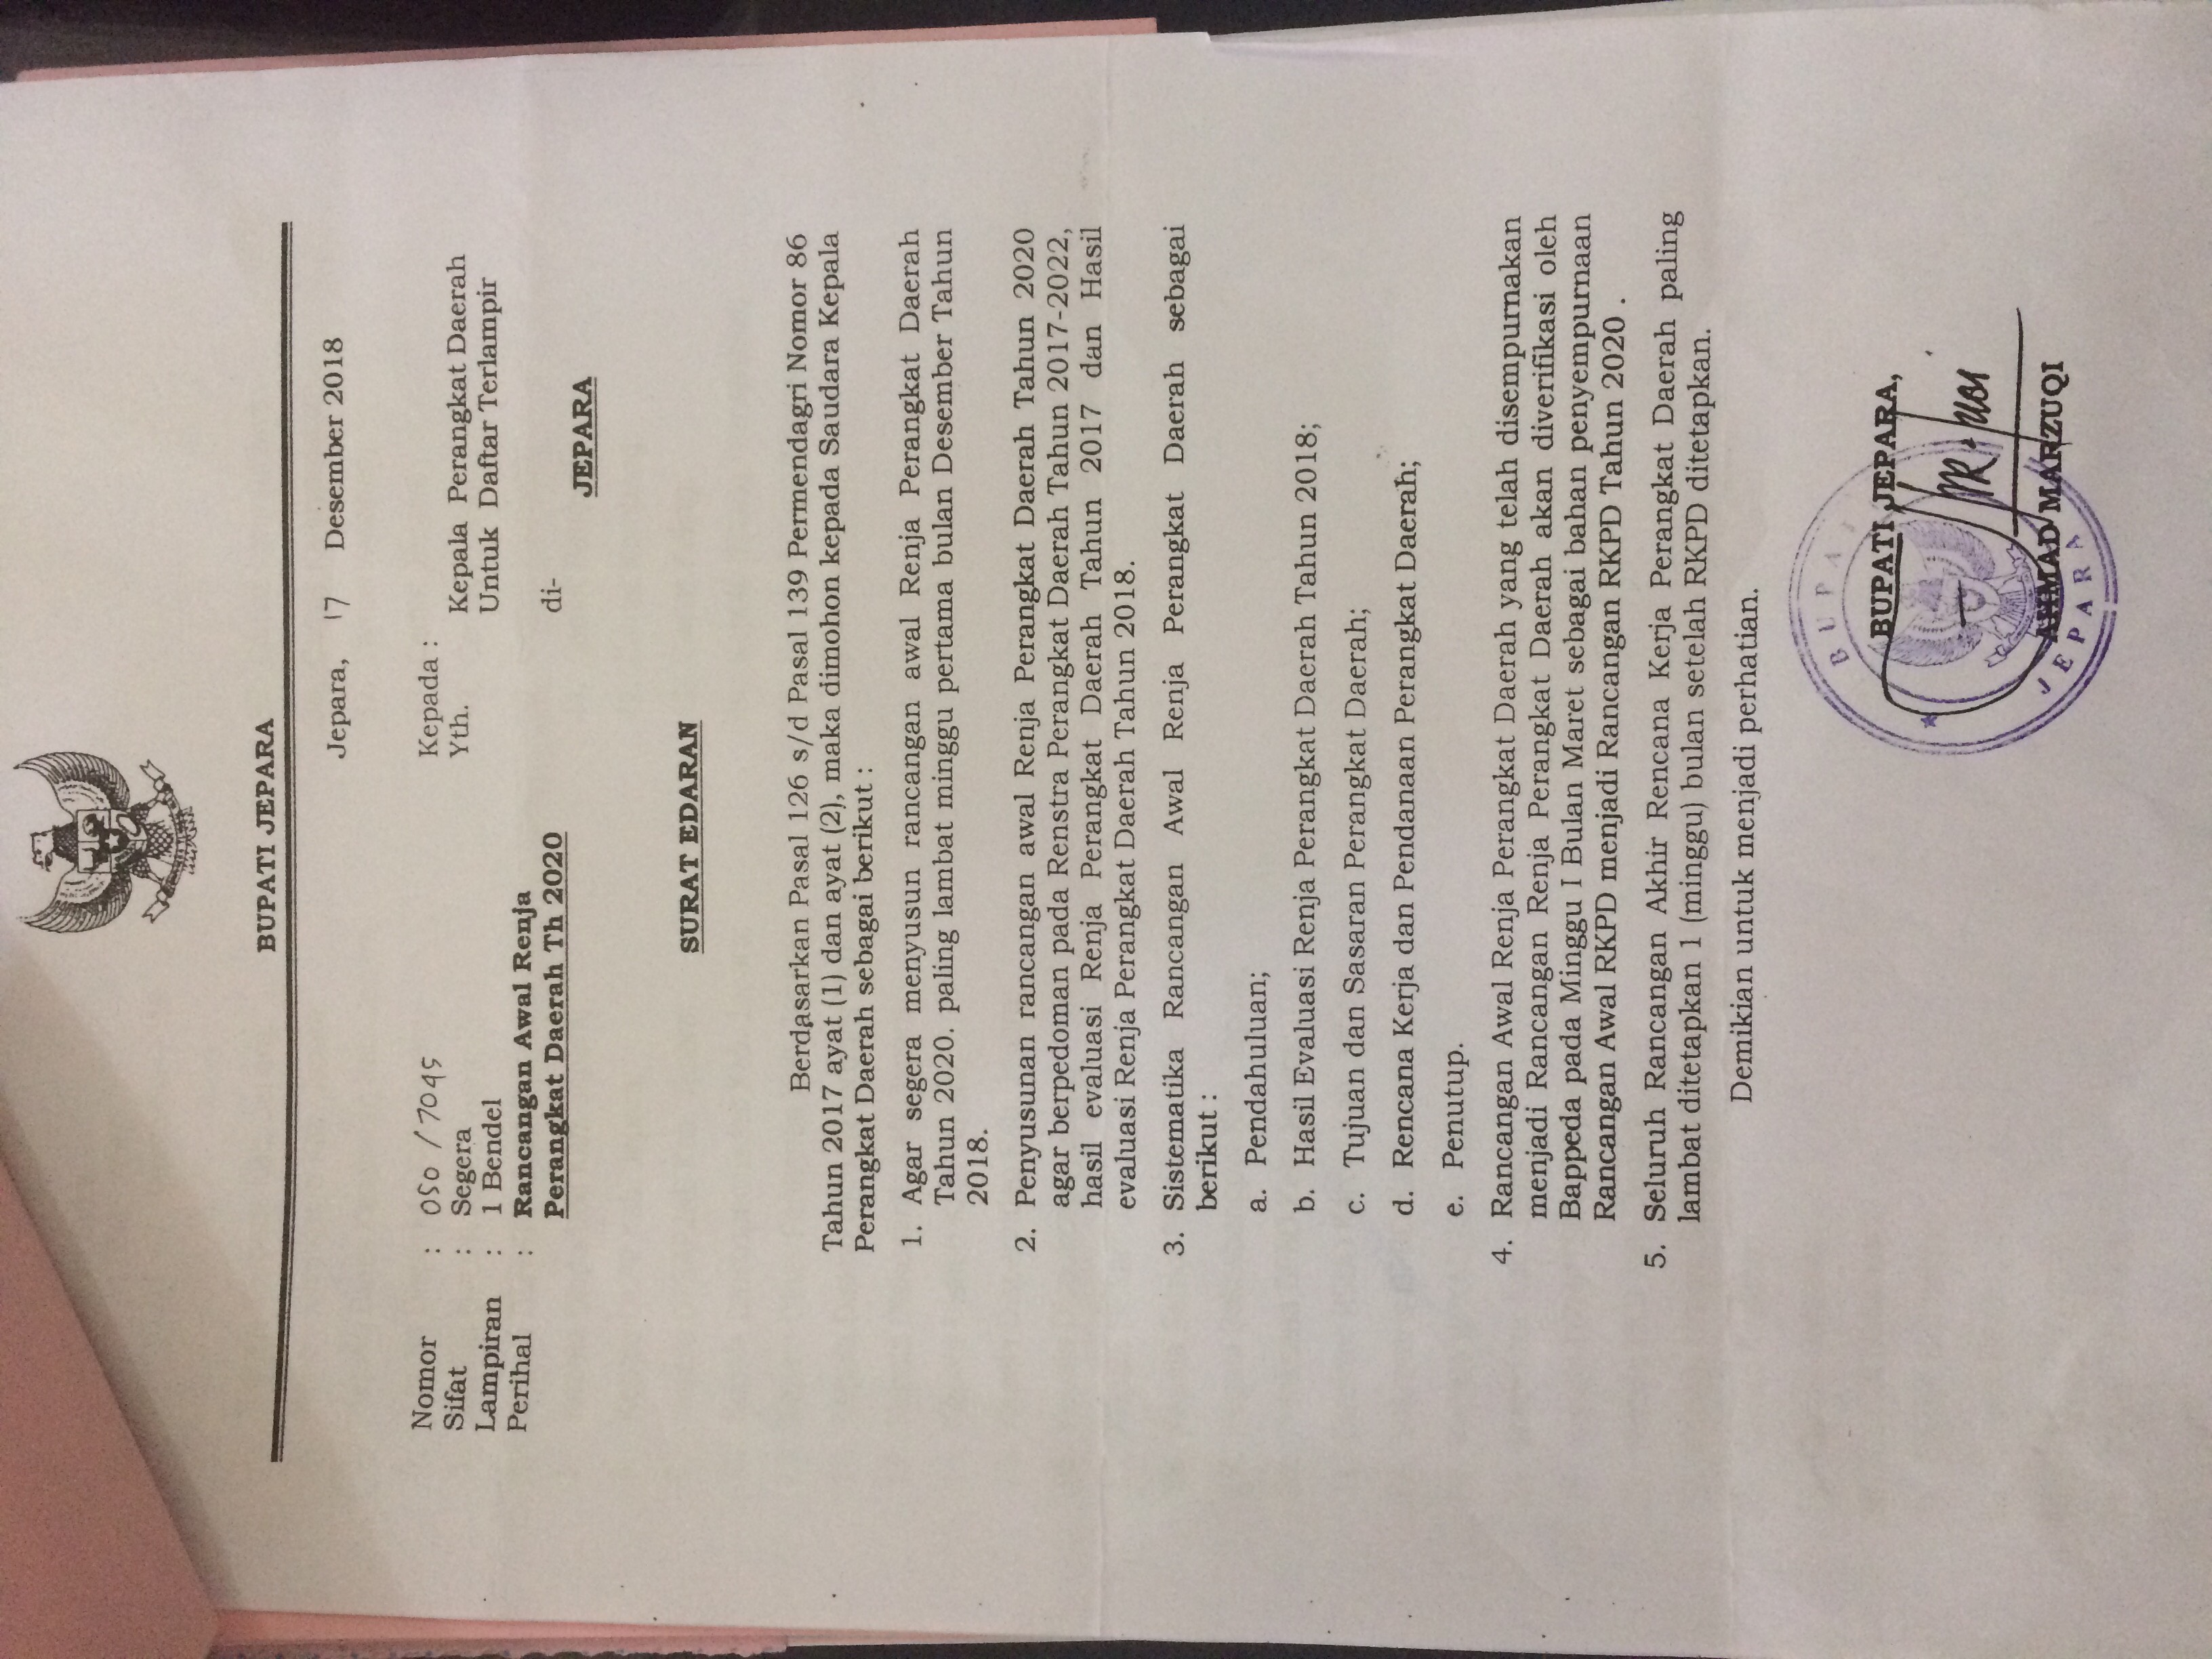 BUPATI JEPARA
Jepara, 17 Desember 2018
Nomor : 050 / 7045
Sifat : Segera
Lampiran : 1 Bendel
Perihal : Rancangan Awal Renja
Perangkat Daerah Th 2020
Kepada :
Yth. Kepala Perangkat Daerah
Untuk Daftar Terlampir
di-
JEPARA
SURAT EDARAN
Berdasarkan Pasal 126 s/d Pasal 139 Permendagri Nomor 86
Tahun 2017 ayat (1) dan ayat (2), maka dimohon kepada Saudara Kepala
Perangkat Daerah sebagai berikut :
1. Agar segera menyusun rancangan awal Renja Perangkat Daerah
Tahun 2020. paling lambat minggu pertama bulan Desember Tahun
2018.
2. Penyusunan rancangan awal Renja Perangkat Daerah Tahun 2020
agar berpedoman pada Renstra Perangkat Daerah Tahun 2017-2022,
hasil evaluasi Renja Perangkat Daerah Tahun 2017 dan Hasil
evaluasi Renja Perangkat Daerah Tahun 2018.
3. Sistematika Rancangan Awal Renja Perangkat Daerah sebagai
berikut :
a. Pendahuluan;
b. Hasil Evaluasi Renja Perangkat Daerah Tahun 2018;
c. Tujuan dan Sasaran Perangkat Daerah;
d. Rencana Kerja dan Pendanaan Perangkat Daerah;
e. Penutup.
4. Rancangan Awal Renja Perangkat Daerah yang telah disempurnakan
menjadi Rancangan Renja Perangkat Daerah akan diverifikasi oleh
Bappeda pada Minggu I Bulan Maret sebagai bahan penyempurnaan
Rancangan Awal RKPD menjadi Rancangan RKPD Tahun 2020 .
5. Seluruh Rancangan Akhir Rencana Kerja Perangkat Daerah paling
lambat ditetapkan 1 (minggu) bulan setelah RKPD ditetapkan.
Demikian untuk menjadi perhatian.
BUPATI
BUPATI JEPARA,
AHMAD MARZUQI
JEPARA